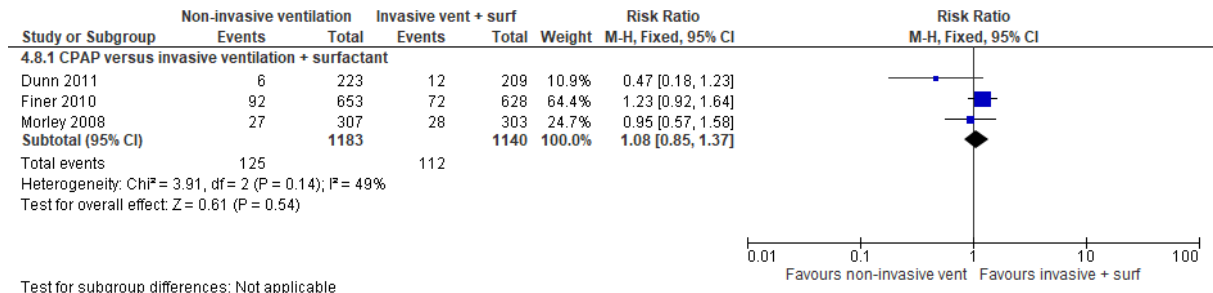 Non-invasive ventilation Invasive vent + surf Risk Ratio Risk Ratio
Study or Subgroup Events Total Events Total Weight M-H, Fixed, 95% CI M-H, Fixed, 95% CI
4.8.1 CPAP versus invasive ventilation + surfactant
Dunn 2011 6 223 12 209 10.9% 0.47 [0.18, 1.23]
Finer 2010 92 653 72 628 64.4% 1.23 [0.92, 1.64]
Morley 2008 27 307 28 303 24.7% 0.95 [0.57, 1.58]
Subtotal (95% CI) 1183 1140 100.0% 1.08 [0.85, 1.37]
Total events 125 112
Heterogeneity: Chi² = 3.91, df = 2 (P = 0.14); I² = 49%
Test for overall effect: Z = 0.61 (P = 0.54)
0.01 0.1 1 10 100
Favours non-invasive vent Favours invasive + surf
Test for subgroup differences: Not applicable